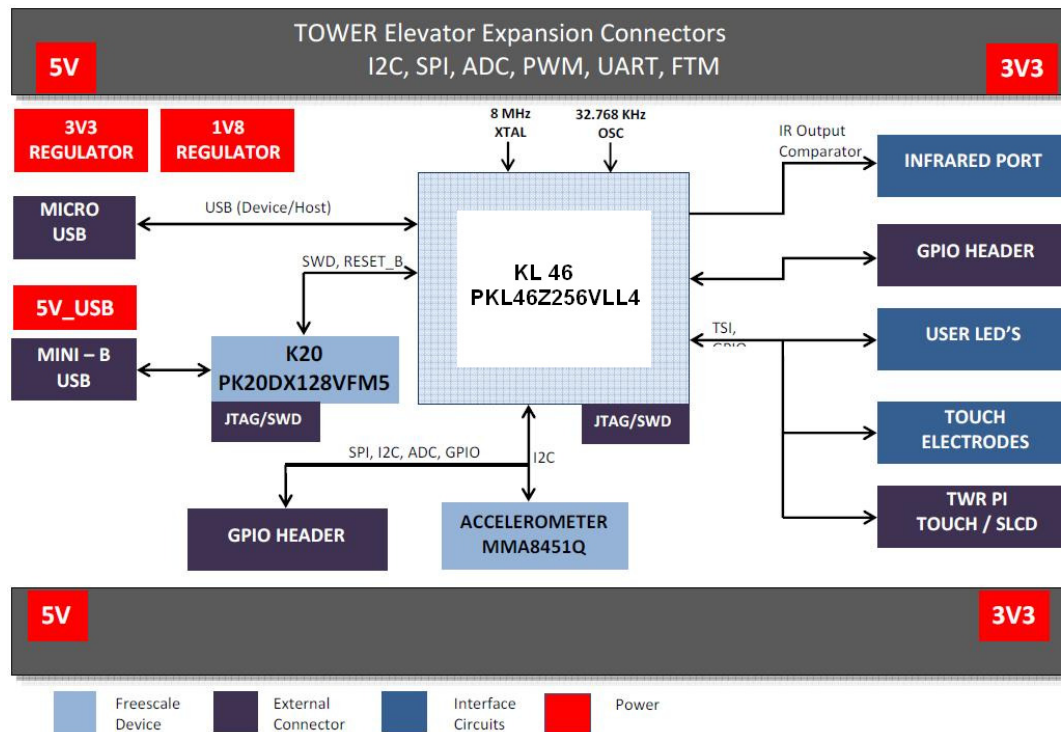 TOWER Elevator Expansion Connectors
I2C, SPI, ADC, PWM, UART, FTM
5V
3V3
3V3
REGULATOR
1V8
REGULATOR
8 MHz
XTAL
32.768 KHz
OSC
IR Output
Comparator
INFRARED PORT
MICRO
USB
USB (Device/Host)
KL 46
PKL46Z256VLL4
GPIO HEADER
SWD, RESET_B
5V_USB
MINI – B
USB
K20
PK20DX128VFM5
JTAG/SWD
JTAG/SWD
TSI,
GPIO
USER LED'S
TOUCH
ELECTRODES
SPI, I2C, ADC, GPIO
I2C
GPIO HEADER
ACCELEROMETER
MMA8451Q
TWR PI
TOUCH / SLCD
5V
3V3
Freescale
Device
External
Connector
Interface
Circuits
Power